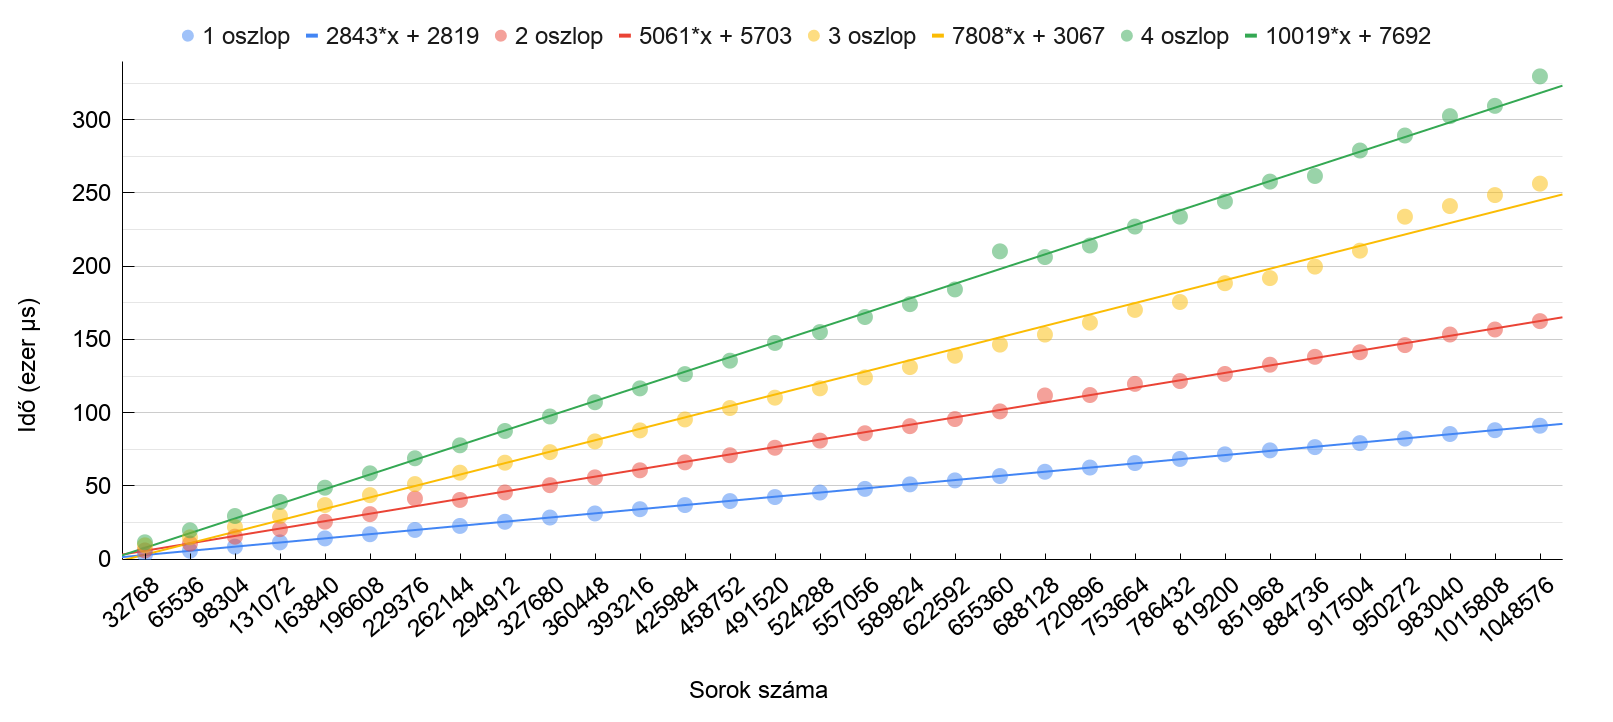 1 oszlop 2843*x + 2819 2 oszlop 5061*x + 5703 3 oszlop 7808*x + 3067 4 oszlop 10019*x + 7692
Idő (ezer µs)
300
250
200
150
100
50
0
32768 65536 98304 131072 163840 196608 229376 262144 294912 327680 360448 393216 425984 458752 491520 524288 557056 589824 622592 655360 688128 720896 753664 786432 819200 851968 884736 917504 950272 983040 1015808 1048576
Sorok száma